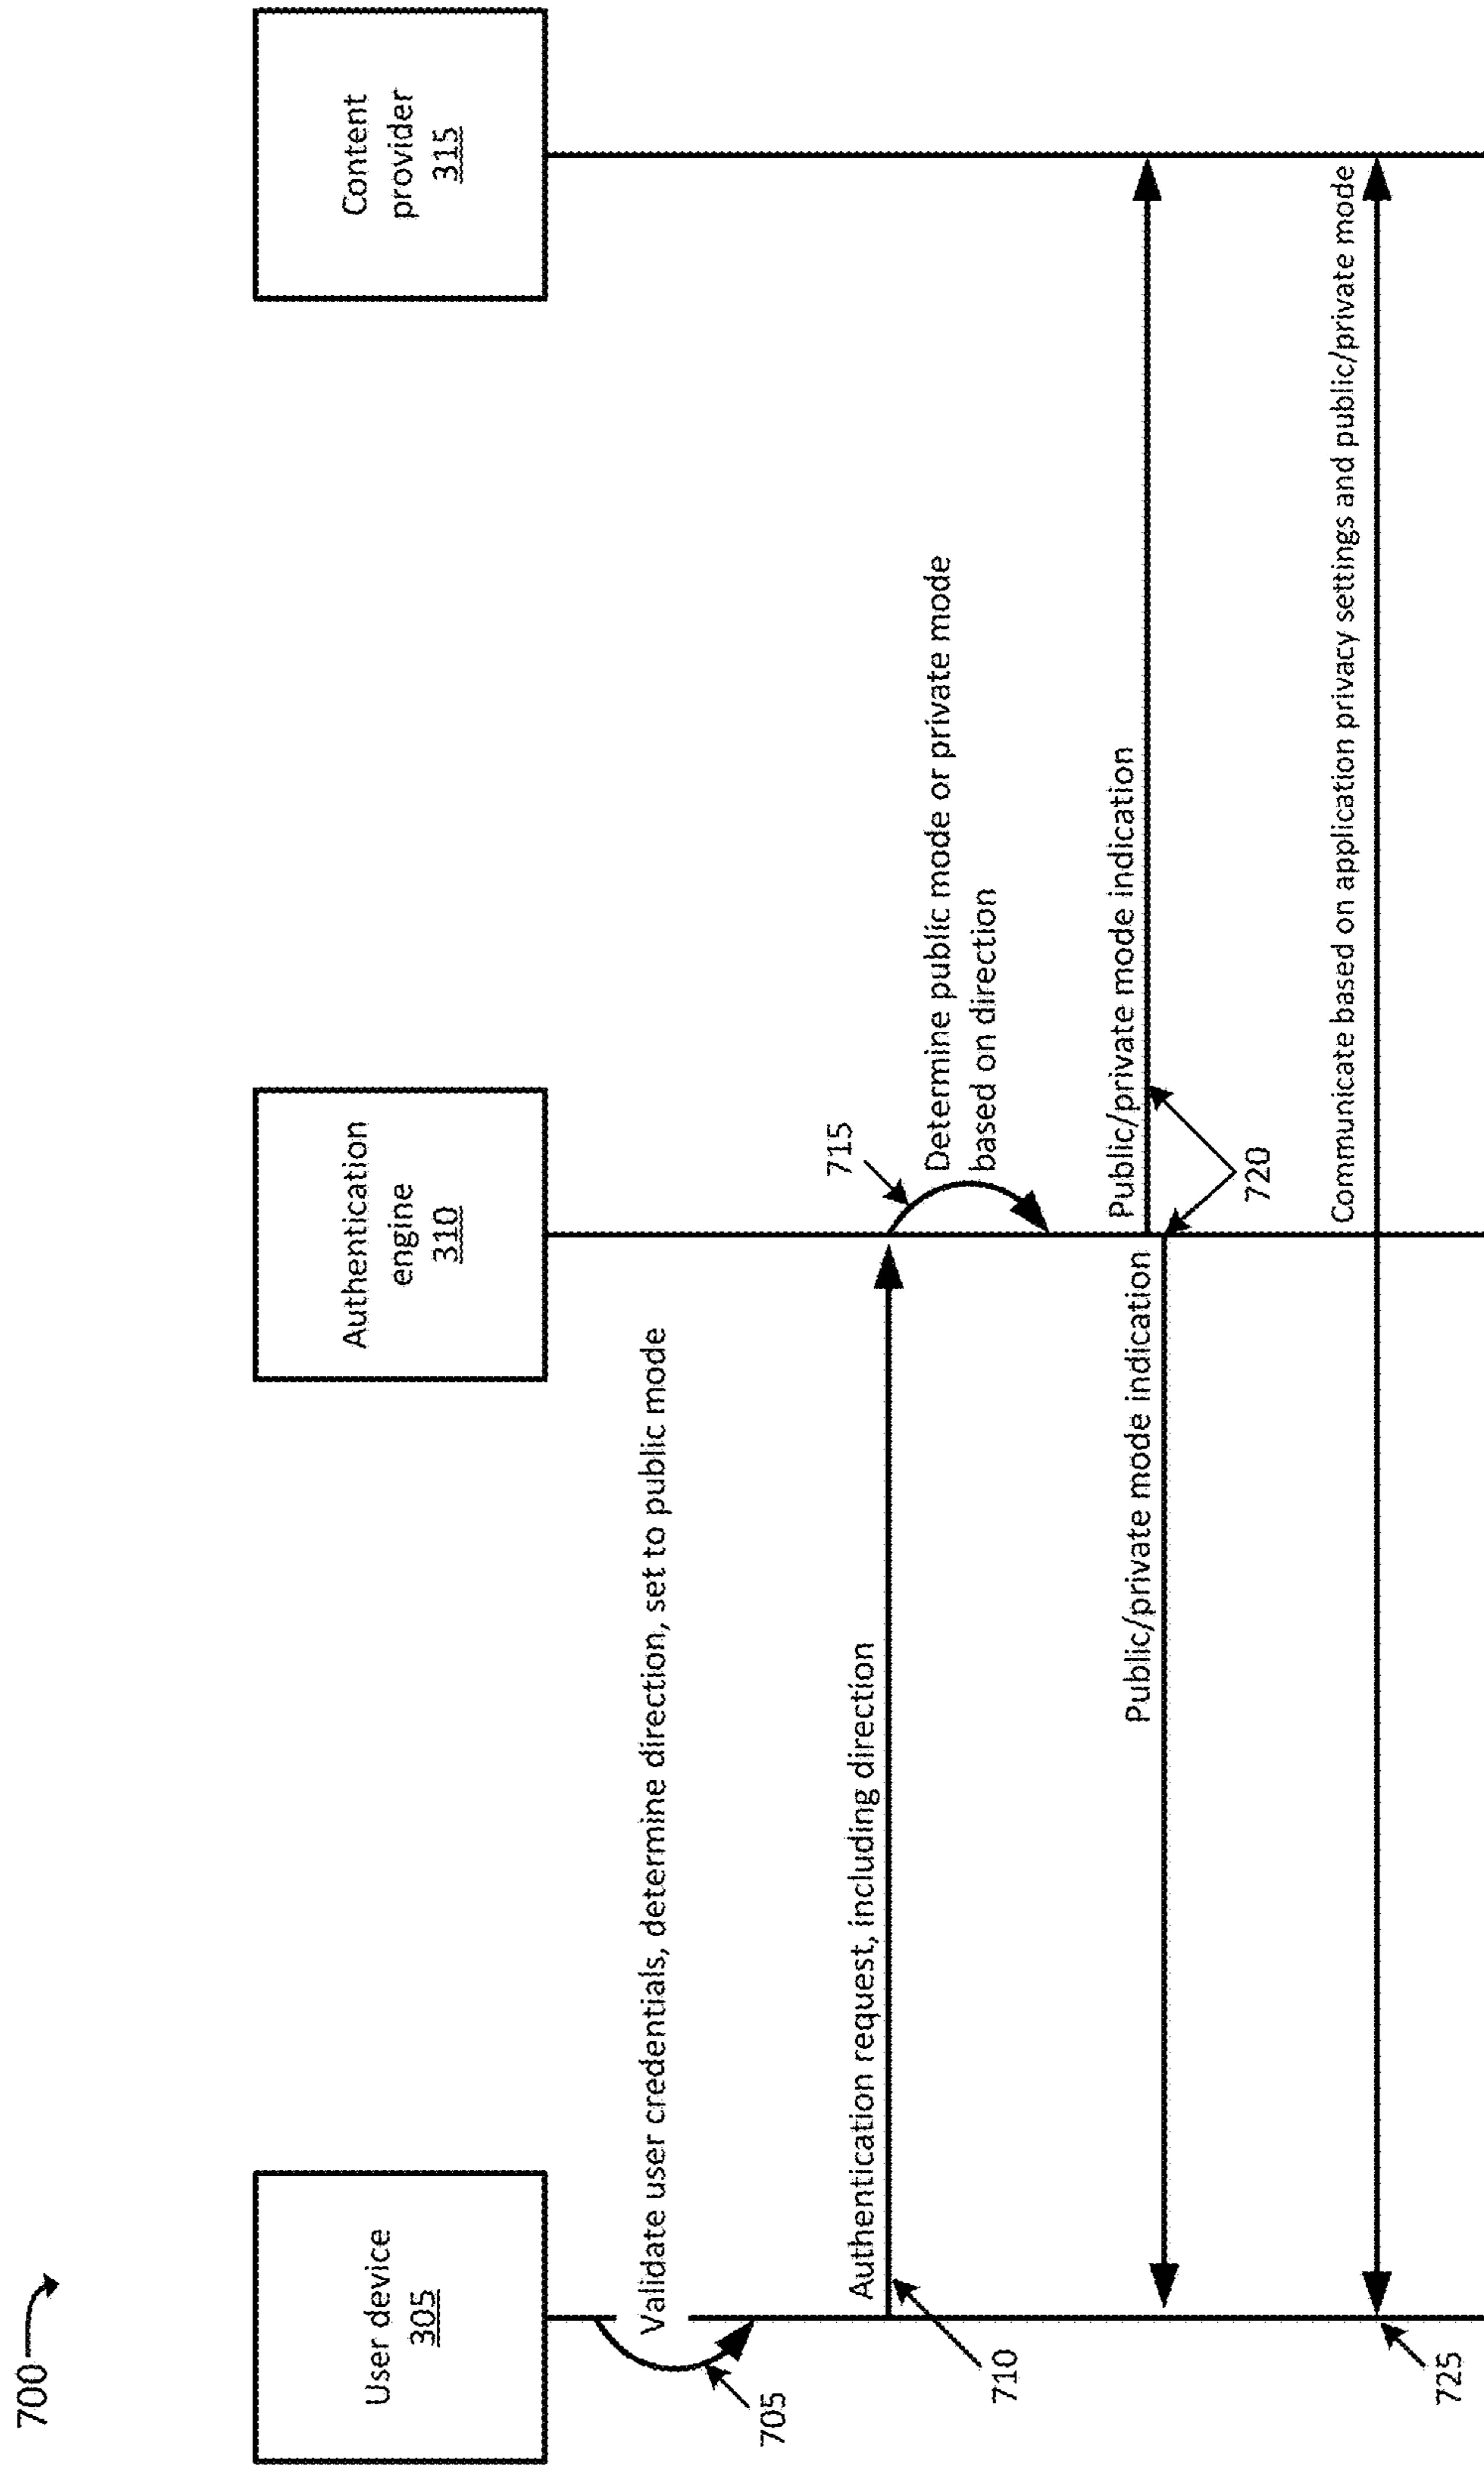 700
User device
305
Authentication
engine
310
Content
provider
315
Validate user credentials, determine direction, set to public mode
705
Authentication request, including direction
710
715
Determine public mode or private mode
based on direction
Public/private mode indication
Public/private mode indication
720
Communicate based on application privacy settings and public/private mode
725